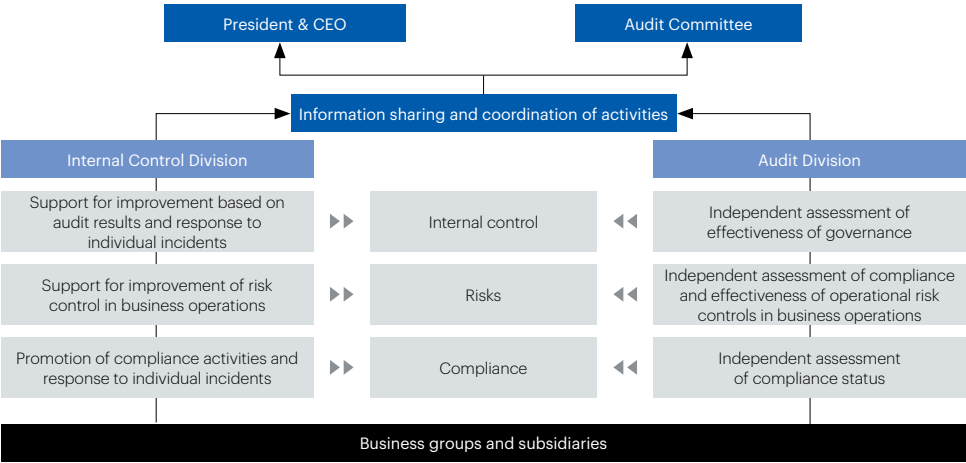 President & CEO
Audit Committee
Information sharing and coordination of activities
Internal Control Division
Audit Division
Support for improvement based on
audit results and response to
individual incidents
Internal control
Independent assessment of
effectiveness of governance
Support for improvement of risk
control in business operations
Risks
Independent assessment of compliance
and effectiveness of operational risk
controls in business operations
Promotion of compliance activities and
response to individual incidents
Compliance
Independent assessment
of compliance status
Business groups and subsidiaries